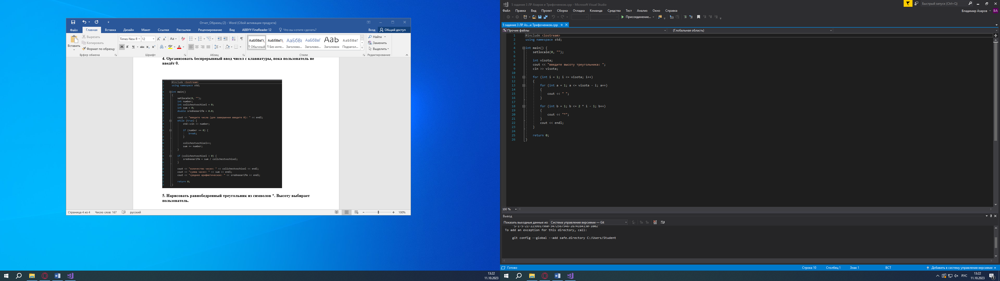 Отчет_Образец (2) - Word (Сбой активации продукта)
Файл Главная Вставка Дизайн Макет Ссылки Рассылки Рецензирование Вид ABBYY FineReader 12 Что вы хотите сделать? Вход Общий доступ
Вставить
Вырезать
Копировать
Формат по образцу
Буфер обмена
Times New R 12
Ж К Ч abc x₂ x²
Шрифт
Абзац
АаБбВвГг, АаБбВвГг, АаБбВı АаБбВвГ АаЬ АаБбВвГ
¶ Обычный ¶ Без инте... Заголово... Заголово... Заголовок Подзагол...
Стили
Найти
Заменить
Выделить
Редактирование
4. Организовать беспрерывный ввод чисел с клавиатуры, пока пользователь не
введёт 0.
#include <iostream>
using namespace std;
int main()
{
setlocale(0, "");
int number;
int colichestvochisel = 0;
int sum = 0;
double sredneearifm = 0.0;
cout << "введите числа (для завершения введите 0): " << endl;
while (true) {
std::cin >> number;
if (number == 0) {
break;
}
colichestvochisel++;
sum += number;
}
if (colichestvochisel > 0) {
sredneearifm = sum / colichestvochisel;
}
cout << "количество чисел: " << colichestvochisel << endl;
cout << "сумма чисел: " << sum << endl;
cout << "среднее арифметическое: " << sredneearifm << endl;
return 0;
}
5. Нарисовать равнобедренный треугольник из символов *. Высоту выбирает
пользователь.
Страница 4 из 4 Число слов: 167 русский 100%
13:22
11.10.2023
5 задание 3 ЛР Азаров и Трифоченков.cpp - Microsoft Visual Studio
Быстрый запуск (Ctrl+Q)
Файл Правка Вид Проект Сборка Отладка Команда Средства Тест Анализ Окно Справка
Владимир Азаров ВА
Присоединение...
5 задание 3 ЛР Аз...и Трифоченков.cpp
Прочие файлы (Глобальная область)
1 #include <iostream>
2 using namespace std;
3
4 int main() {
5 setlocale(0, "");
6
7 int visota;
8 cout << "введите высоту треугольника: ";
9 cin >> visota;
10
11 for (int i = 1; i <= visota; i++)
12 {
13 for (int a = 1; a <= visota - i; a++)
14 {
15 cout << " ";
16 }
17
18 for (int b = 1; b <= 2 * i - 1; b++)
19 {
20 cout << "*";
21 }
22 cout << endl;
23 }
24
25 return 0;
26 }
100 %
Вывод
Показать выходные данные из: Система управления версиями — Git
To add an exception for this directory, call:
git config --global --add safe.directory C:/Users/Student
Готово Строка 10 Столбец 1 Знак 1 ВСТ Добавить в систему управления версиями
РУС
13:22
11.10.2023